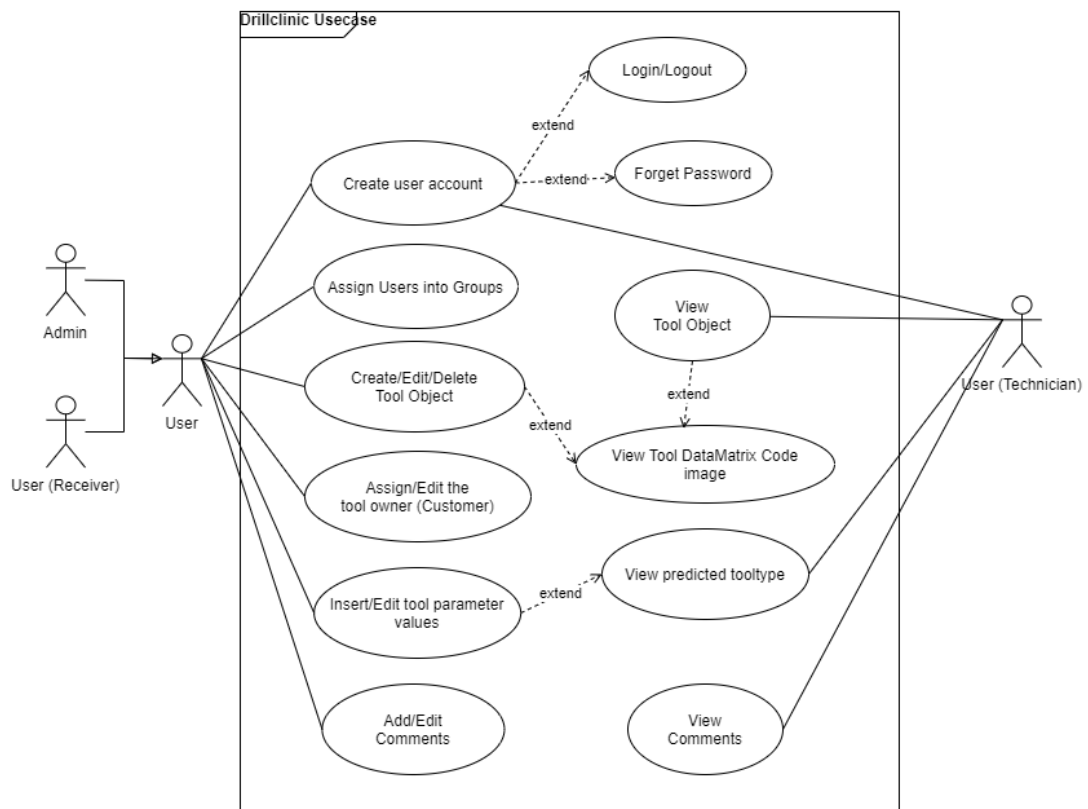 Drillclinic Usecase
Login/Logout
extend
Forget Password
extend
Create user account
Admin
Assign Users into Groups
View
Tool Object
User
User (Technician)
Create/Edit/Delete
Tool Object
extend
extend
User (Receiver)
View Tool DataMatrix Code
image
Assign/Edit the
tool owner (Customer)
View predicted tooltype
extend
Insert/Edit tool parameter
values
Add/Edit
Comments
View
Comments